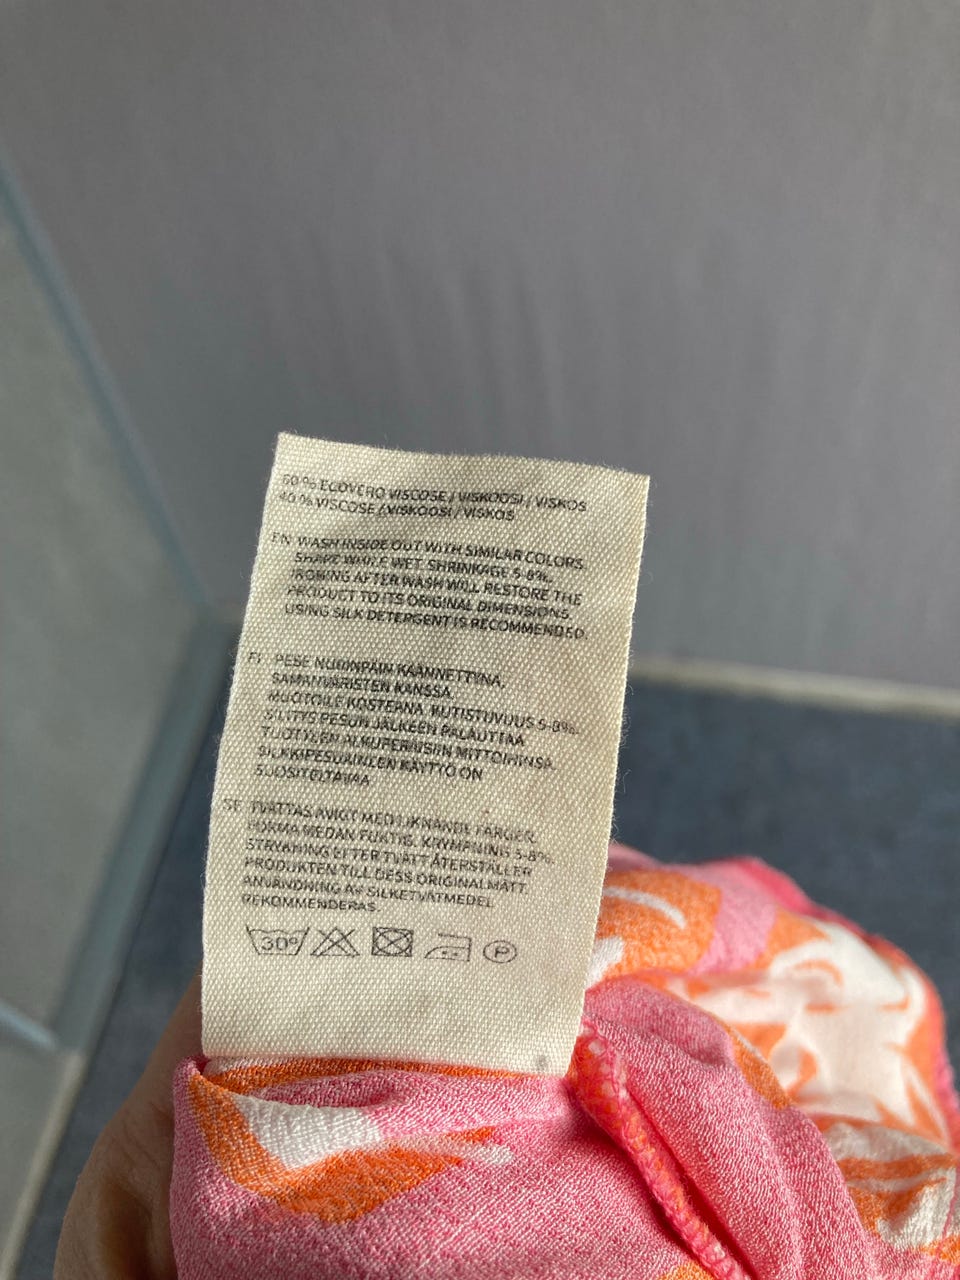 60 % ECOVERO VISCOSE / VISKOOSI / VISKOS
40 % VISCOSE / VISKOOSI / VISKOS
EN WASH INSIDE OUT WITH SIMILAR COLORS.
SHAPE WHILE WET. SHRINKAGE 5-8%.
IRONING AFTER WASH WILL RESTORE THE
PRODUCT TO ITS ORIGINAL DIMENSIONS.
USING SILK DETERGENT IS RECOMMENDED.
FI PESE NURINPÄIN KÄÄNNETTYNÄ,
SAMANVÄRISTEN KANSSA.
MUOTOILE KOSTEANA. KUTISTUVUUS 5-8%.
SILITYS PESUN JÄLKEEN PALAUTTAA
TUOTTEEN ALKUPERÄISIIN MITTOIHINSA.
SILKKIPESUAINEEN KÄYTTÖ ON
SUOSITELTAVAA.
SE TVÄTTAS AVIGT MED LIKNANDE FÄRGER.
FORMA MEDAN FUKTIG. KRYMPNING 5-8%.
STRYKNING EFTER TVÄTT ÅTERSTÄLLER
PRODUKTEN TILL DESS ORIGINALMÅTT.
ANVÄNDNING AV SILKETVÄTMEDEL
REKOMMENDERAS.
30° P